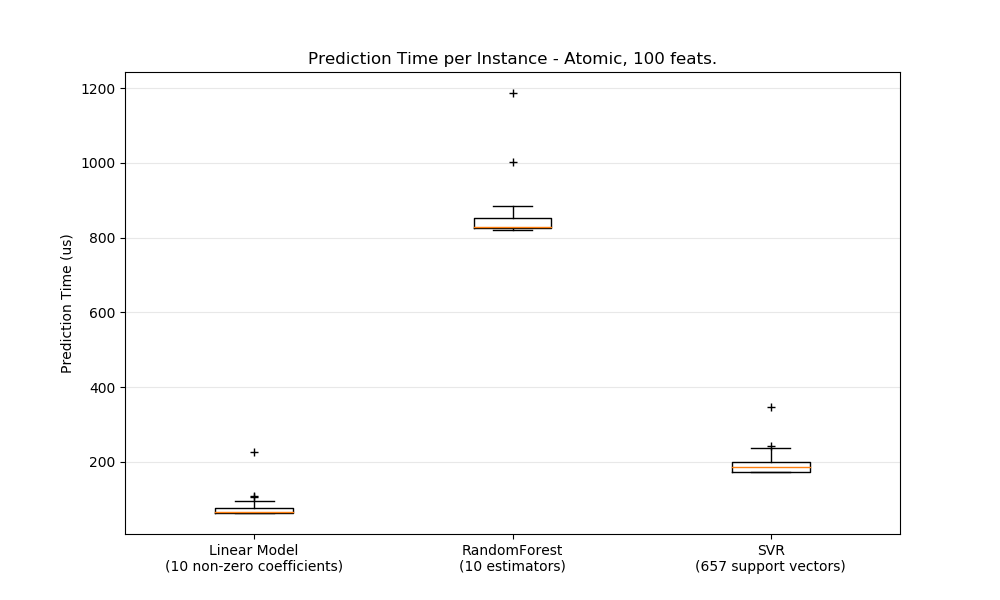 Prediction Time per Instance - Atomic, 100 feats.
1200
1000
800
600
400
200
Prediction Time (us)
Linear Model
(10 non-zero coefficients)
RandomForest
(10 estimators)
SVR
(657 support vectors)